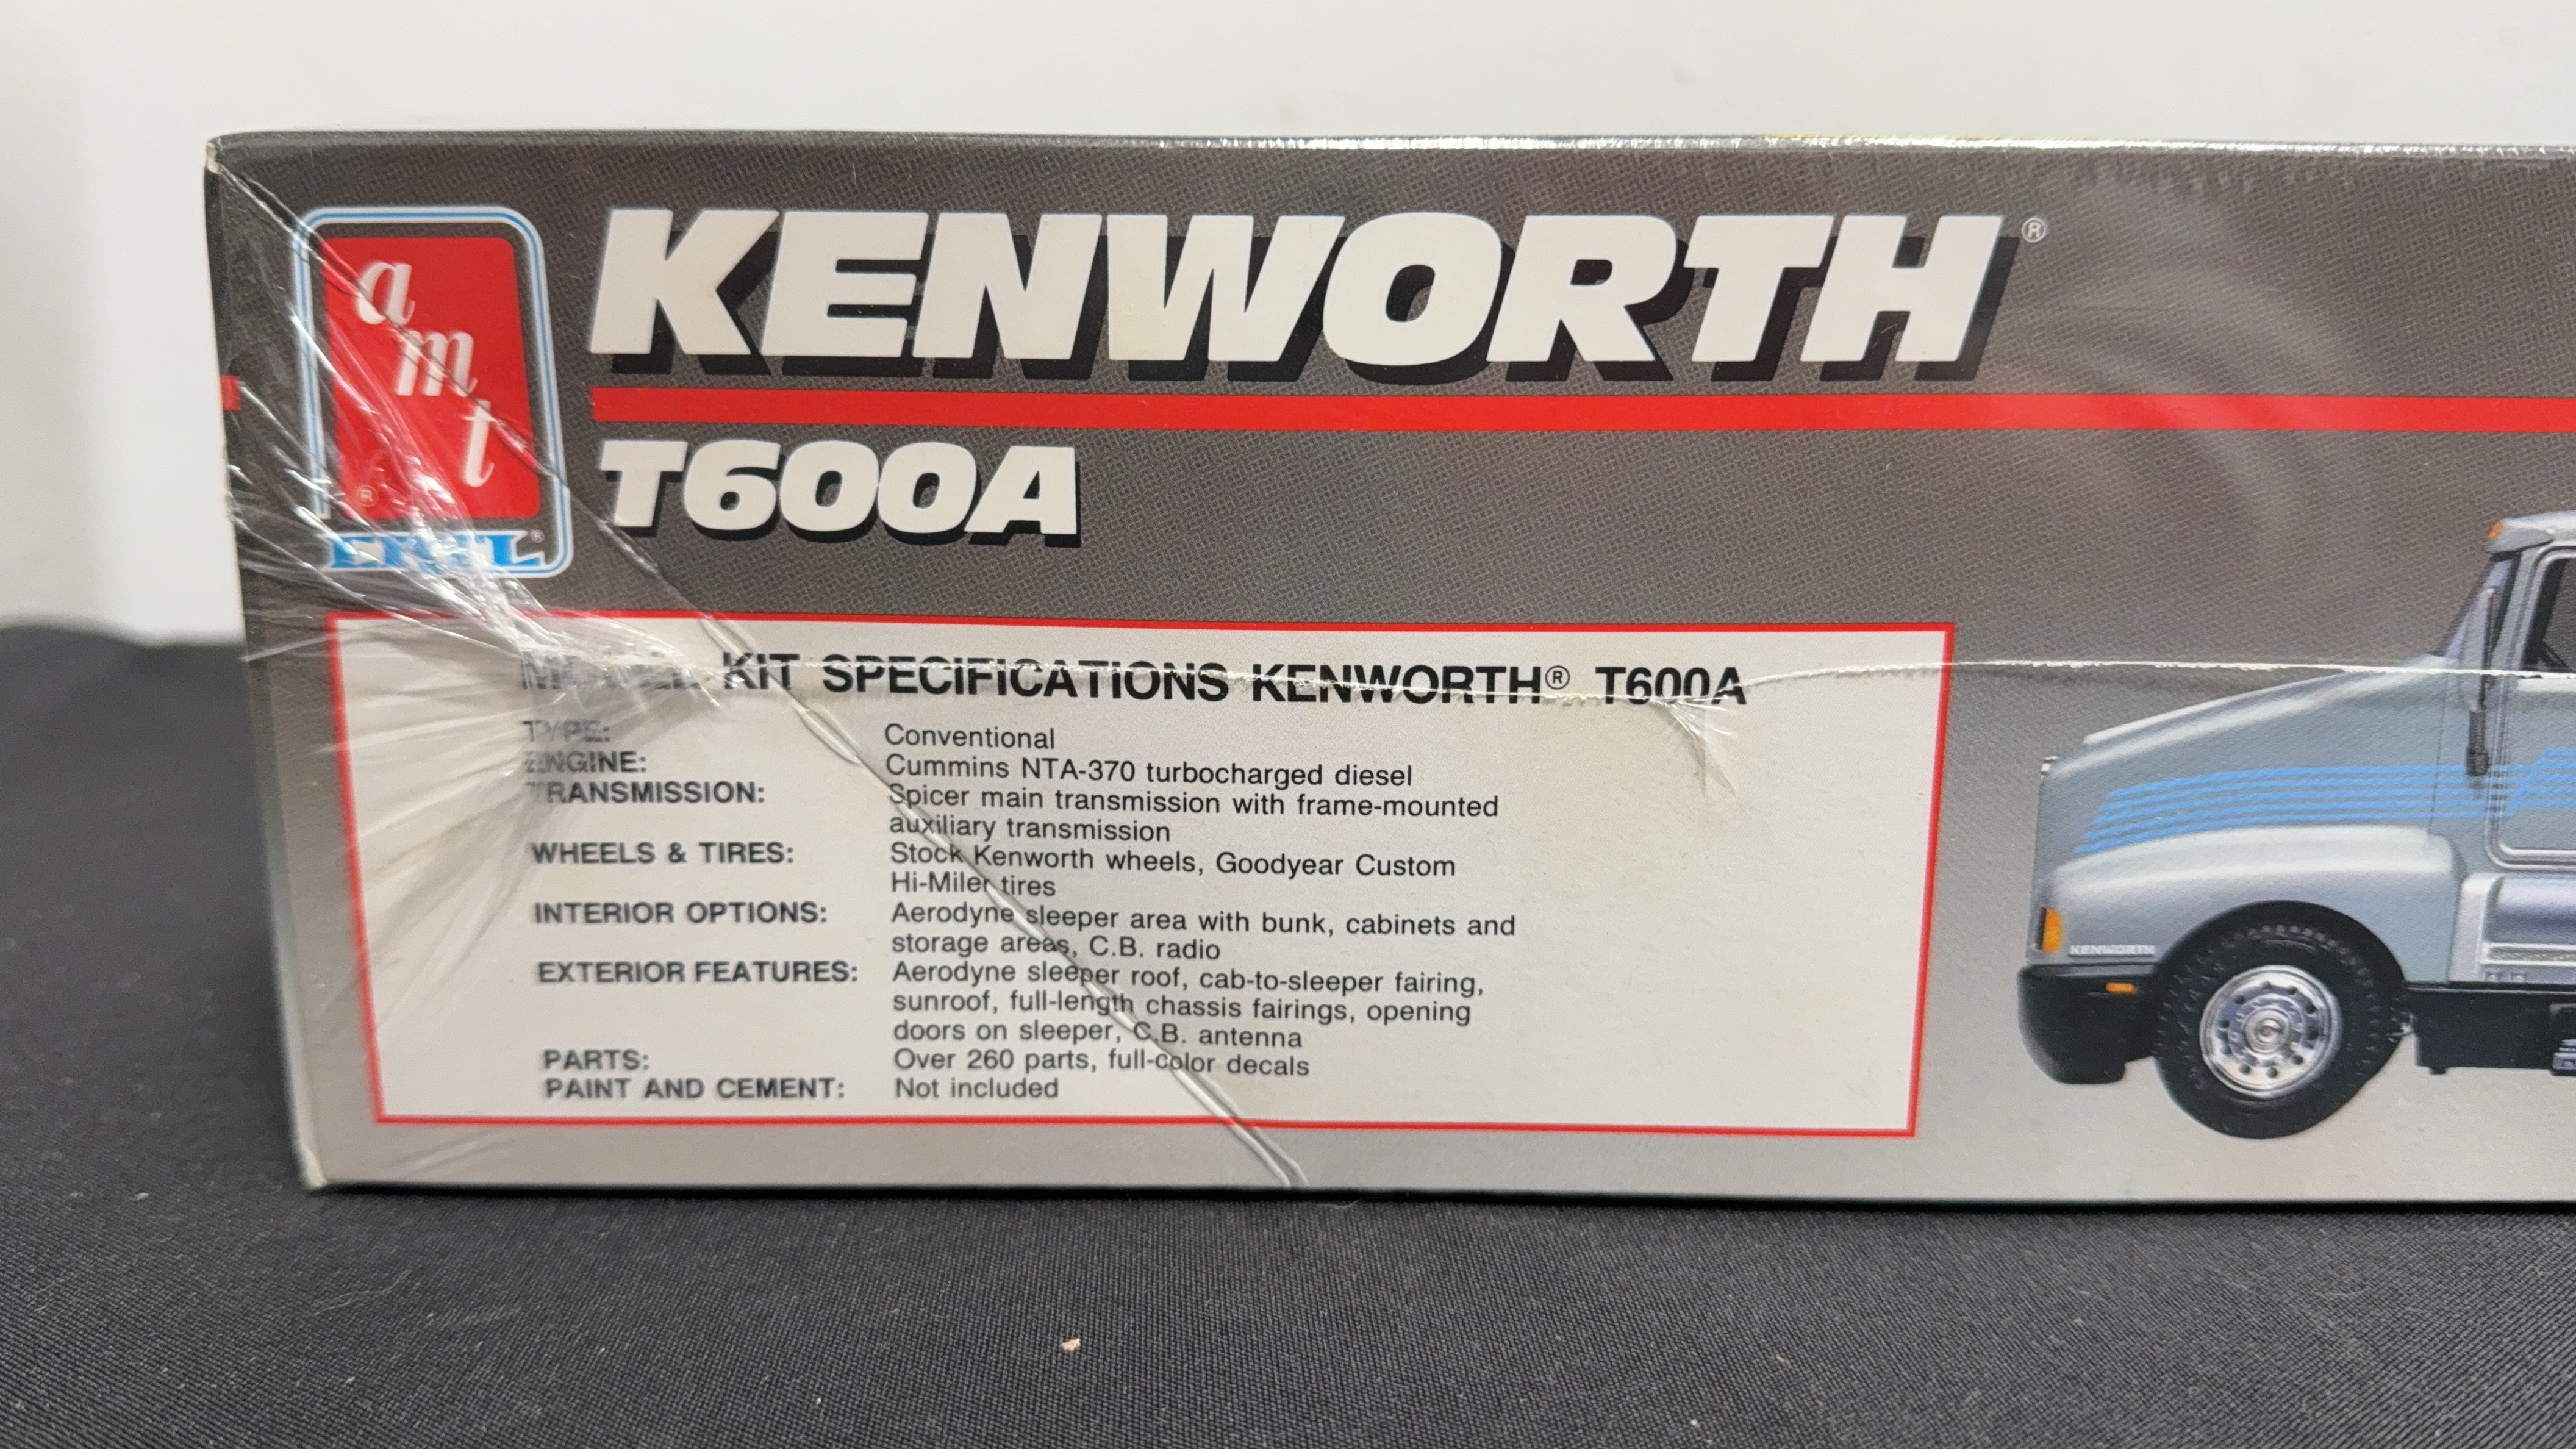 amt
®
ERTL®
KENWORTH®
T600A
MODEL KIT SPECIFICATIONS KENWORTH® T600A
TYPE: Conventional
ENGINE: Cummins NTA-370 turbocharged diesel
TRANSMISSION: Spicer main transmission with frame-mounted
auxiliary transmission
WHEELS & TIRES: Stock Kenworth wheels, Goodyear Custom
Hi-Miler tires
INTERIOR OPTIONS: Aerodyne sleeper area with bunk, cabinets and
storage areas, C.B. radio
EXTERIOR FEATURES: Aerodyne sleeper roof, cab-to-sleeper fairing,
sunroof, full-length chassis fairings, opening
doors on sleeper, C.B. antenna
PARTS: Over 260 parts, full-color decals
PAINT AND CEMENT: Not included
KENWORTH